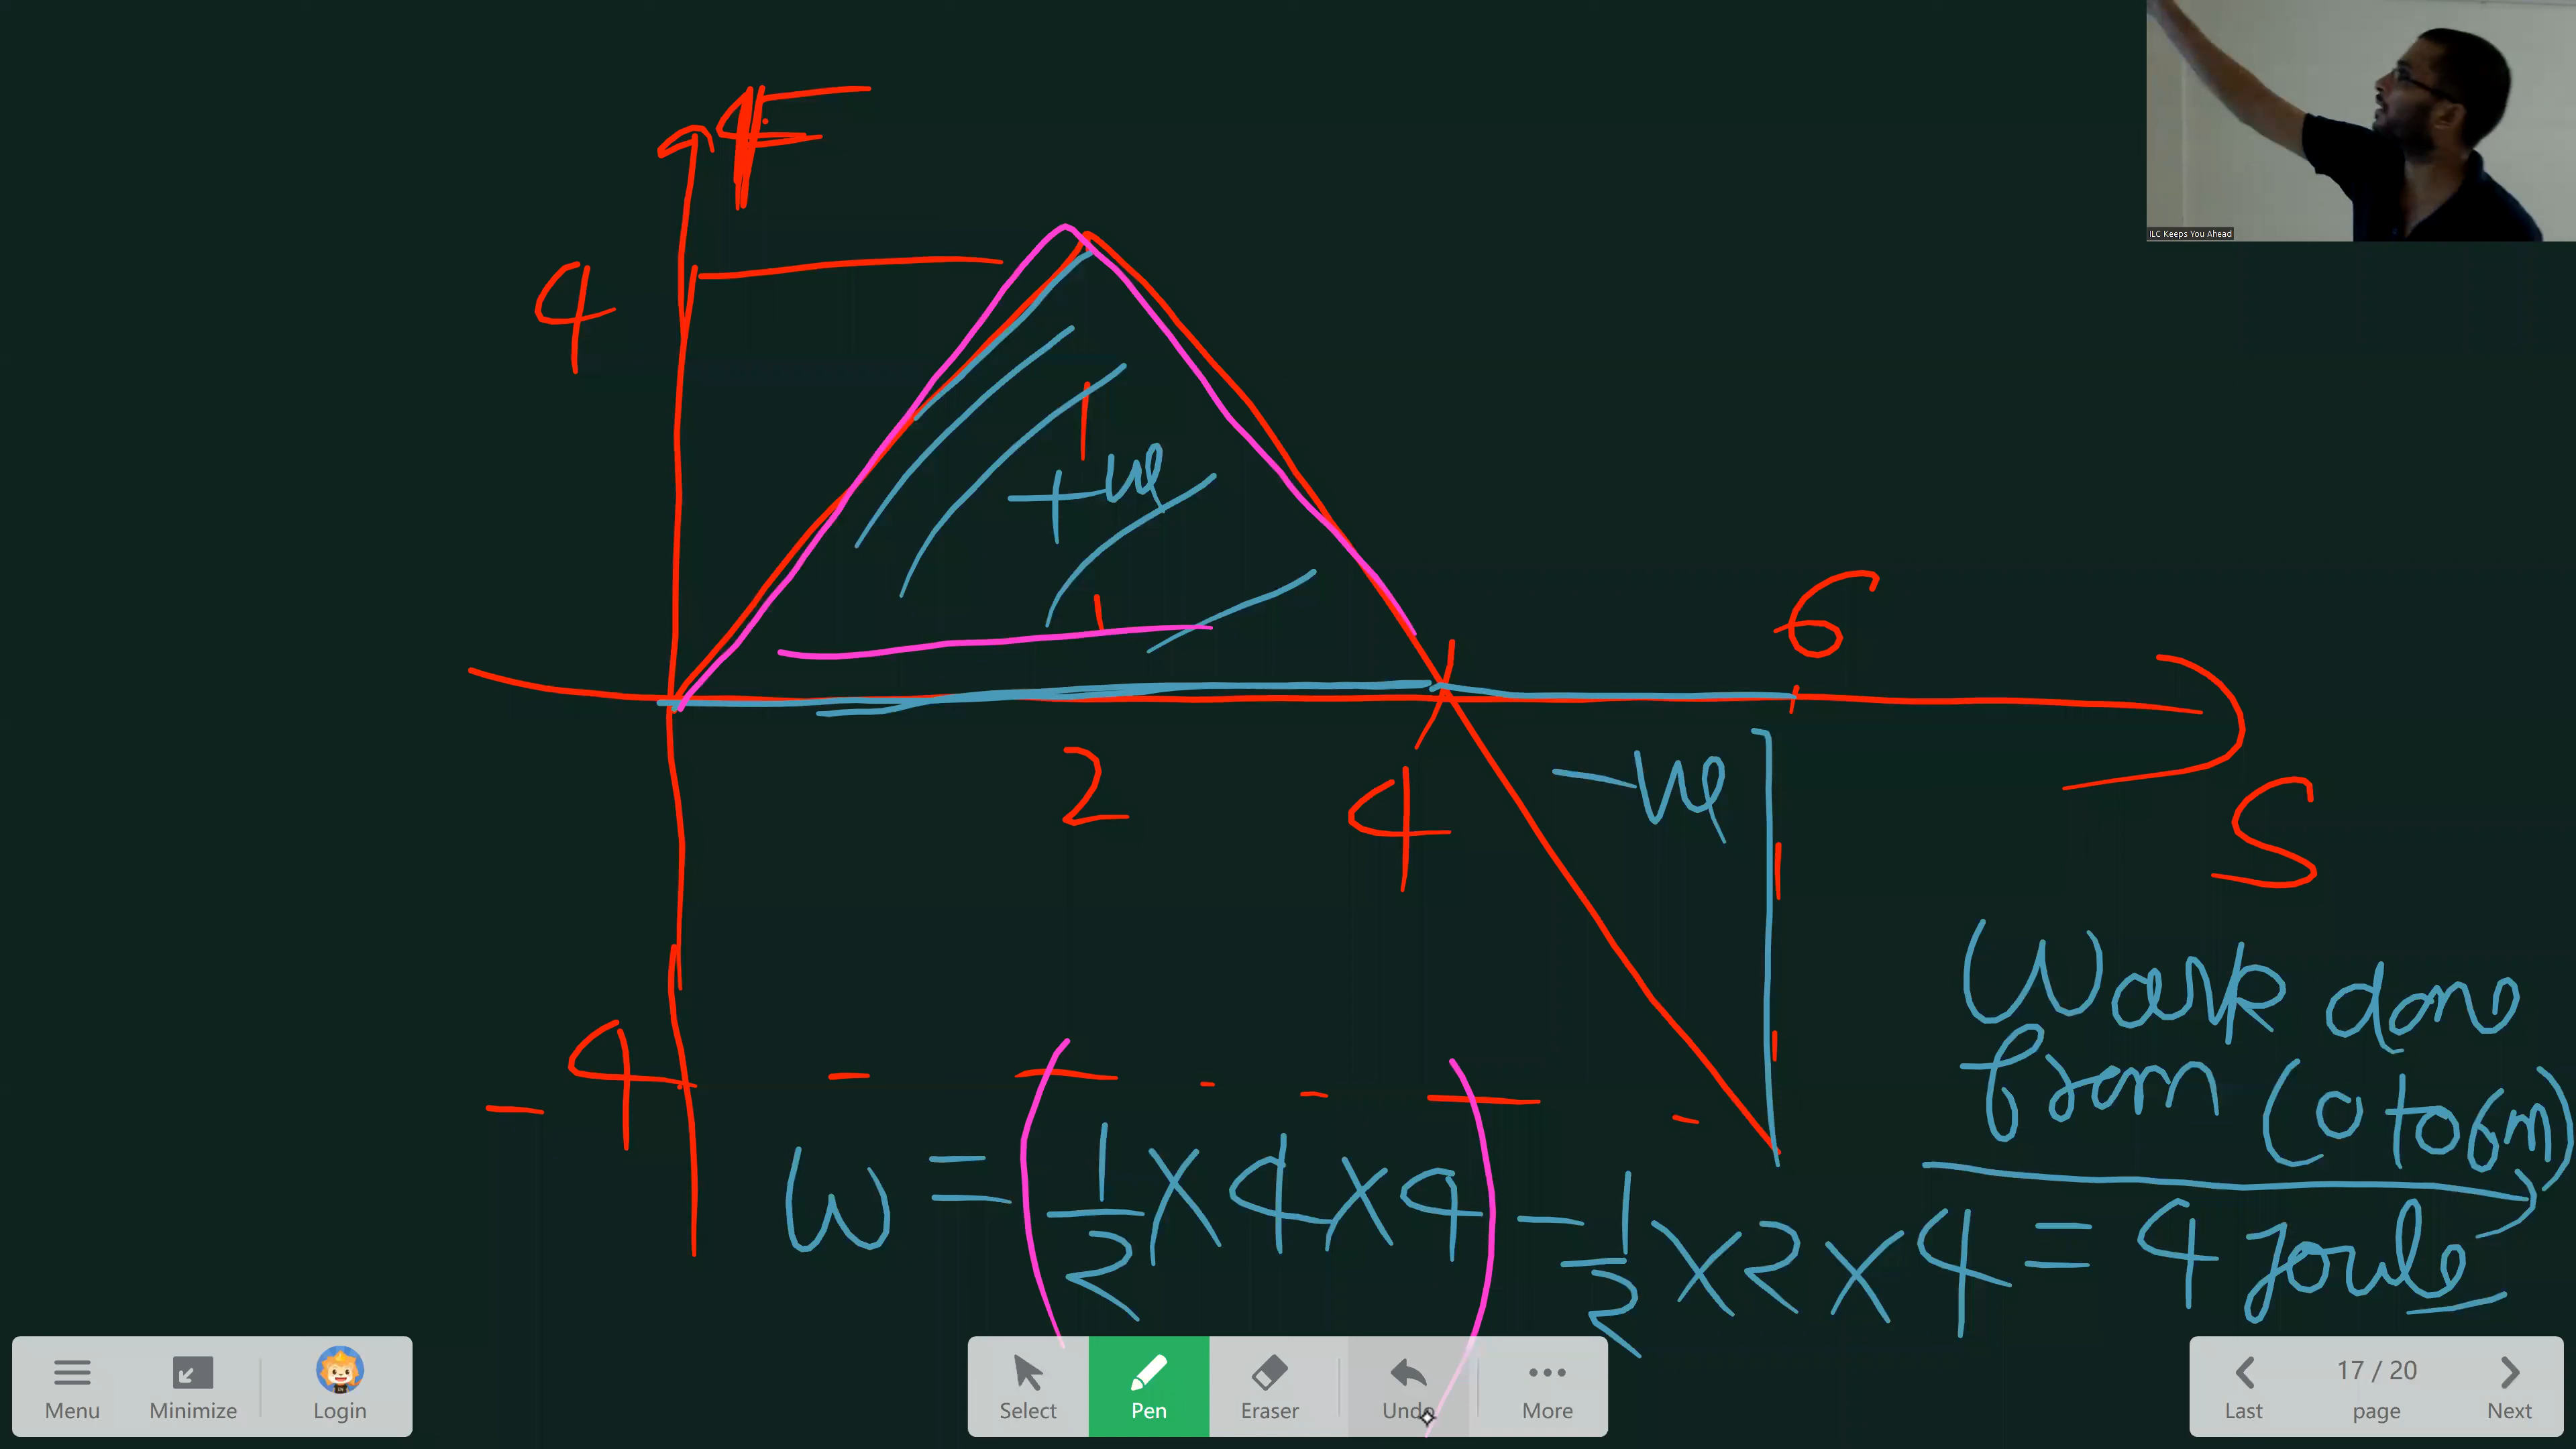 F
ILC Keeps You Ahead
4
+ve
6
2
4
-ve
S
-4
Work done
from (0 to 6m)
W = (1/2 × 4 × 4) - 1/2 × 2 × 4 = 4 Joule
Menu
Minimize
Login
Select
Pen
Eraser
Undo
More
Last
17 / 20
page
Next